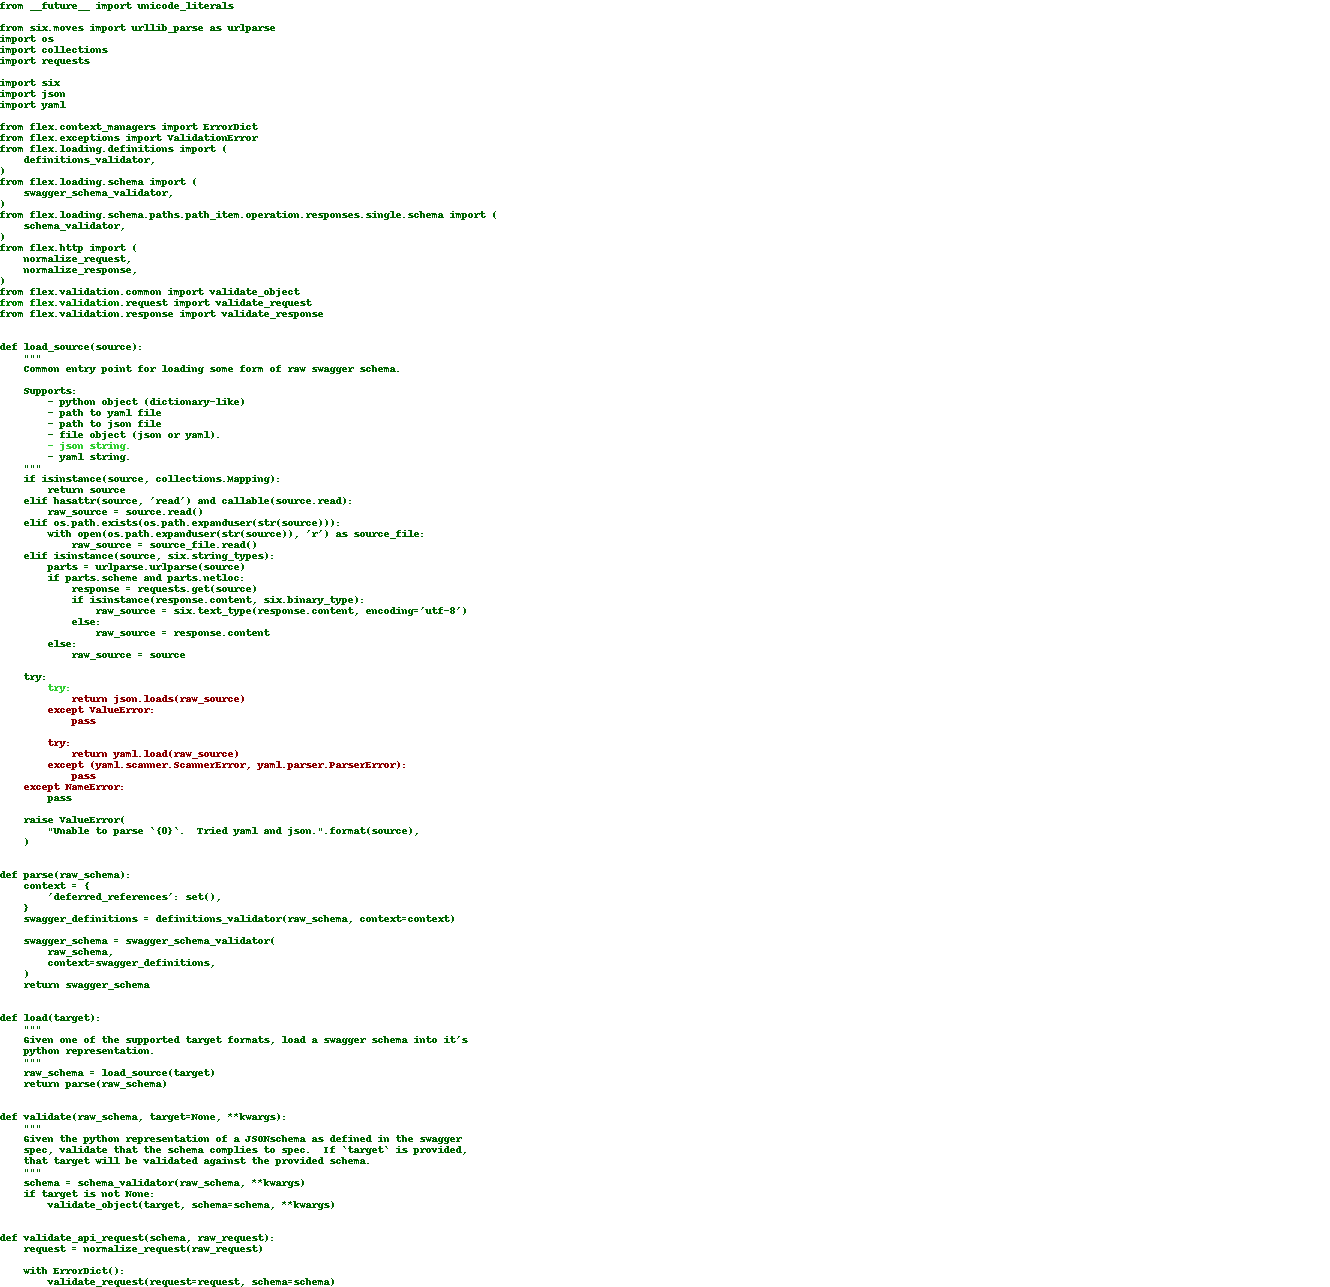 from __future__ import unicode_literals

from six.moves import urllib_parse as urlparse
import os
import collections
import requests

import six
import json
import yaml

from flex.context_managers import ErrorDict
from flex.exceptions import ValidationError
from flex.loading.definitions import (
    definitions_validator,
)
from flex.loading.schema import (
    swagger_schema_validator,
)
from flex.loading.schema.paths.path_item.operation.responses.single.schema import (
    schema_validator,
)
from flex.http import (
    normalize_request,
    normalize_response,
)
from flex.validation.common import validate_object
from flex.validation.request import validate_request
from flex.validation.response import validate_response


def load_source(source):
    """
    Common entry point for loading some form of raw swagger schema.

    Supports:
        - python object (dictionary-like)
        - path to yaml file
        - path to json file
        - file object (json or yaml).
        - json string.
        - yaml string.
    """
    if isinstance(source, collections.Mapping):
        return source
    elif hasattr(source, 'read') and callable(source.read):
        raw_source = source.read()
    elif os.path.exists(os.path.expanduser(str(source))):
        with open(os.path.expanduser(str(source)), 'r') as source_file:
            raw_source = source_file.read()
    elif isinstance(source, six.string_types):
        parts = urlparse.urlparse(source)
        if parts.scheme and parts.netloc:
            response = requests.get(source)
            if isinstance(response.content, six.binary_type):
                raw_source = six.text_type(response.content, encoding='utf-8')
            else:
                raw_source = response.content
        else:
            raw_source = source

    try:
        try:
            return json.loads(raw_source)
        except ValueError:
            pass

        try:
            return yaml.load(raw_source)
        except (yaml.scanner.ScannerError, yaml.parser.ParserError):
            pass
    except NameError:
        pass

    raise ValueError(
        "Unable to parse `{0}`.  Tried yaml and json.".format(source),
    )


def parse(raw_schema):
    context = {
        'deferred_references': set(),
    }
    swagger_definitions = definitions_validator(raw_schema, context=context)

    swagger_schema = swagger_schema_validator(
        raw_schema,
        context=swagger_definitions,
    )
    return swagger_schema


def load(target):
    """
    Given one of the supported target formats, load a swagger schema into it's
    python representation.
    """
    raw_schema = load_source(target)
    return parse(raw_schema)


def validate(raw_schema, target=None, **kwargs):
    """
    Given the python representation of a JSONschema as defined in the swagger
    spec, validate that the schema complies to spec.  If `target` is provided,
    that target will be validated against the provided schema.
    """
    schema = schema_validator(raw_schema, **kwargs)
    if target is not None:
        validate_object(target, schema=schema, **kwargs)


def validate_api_request(schema, raw_request):
    request = normalize_request(raw_request)

    with ErrorDict():
        validate_request(request=request, schema=schema)